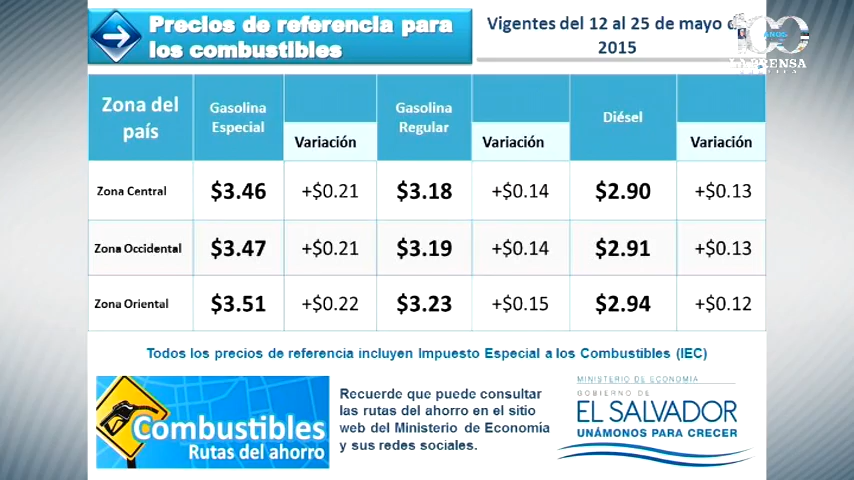 Precios de referencia para
los combustibles
Vigentes del 12 al 25 de mayo
2015
100
AÑOS
LA PRENSA
GRÁFICA
Zona del
país
Gasolina
Especial
Variación
Gasolina
Regular
Variación
Diésel
Variación
Zona Central $3.46 +$0.21 $3.18 +$0.14 $2.90 +$0.13
Zona Occidental $3.47 +$0.21 $3.19 +$0.14 $2.91 +$0.13
Zona Oriental $3.51 +$0.22 $3.23 +$0.15 $2.94 +$0.12
Todos los precios de referencia incluyen Impuesto Especial a los Combustibles (IEC)
Combustibles
Rutas del ahorro
Recuerde que puede consultar
las rutas del ahorro en el sitio
web del Ministerio de Economía
y sus redes sociales.
MINISTERIO DE ECONOMÍA
GOBIERNO DE
EL SALVADOR
UNÁMONOS PARA CRECER